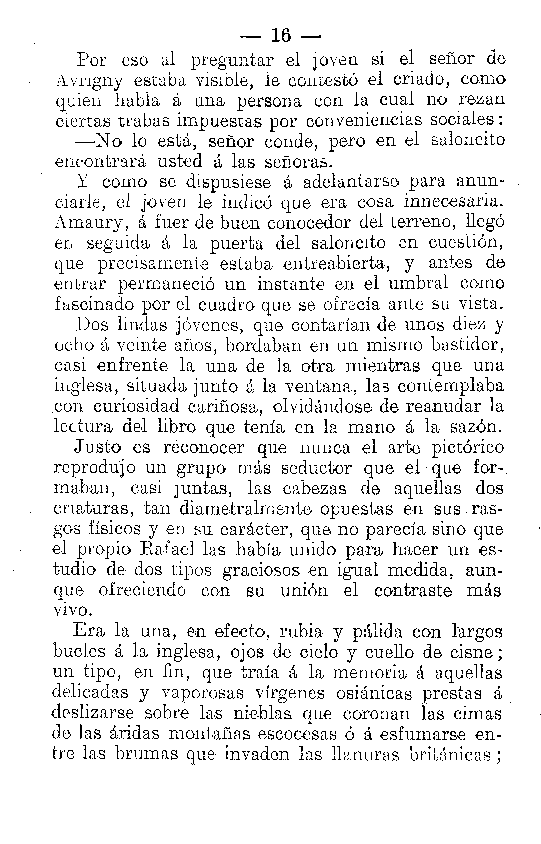 — 16 —
Por eso al preguntar el joven si el señor de
Avrigny estaba visible, le contestó el criado, como
quien habla á una persona con la cual no rezan
ciertas trabas impuestas por conveniencias sociales:
—No lo está, señor conde, pero en el saloncito
encontrará usted á las señoras.
Y como se dispusiese á adelantarse para anun-
ciarle, el joven le indicó que era cosa innecesaria.
Amaury, á fuer de buen conocedor del terreno, llegó
en seguida á la puerta del saloncito en cuestión,
que precisamente estaba entreabierta, y antes de
entrar permaneció un instante en el umbral como
fascinado por el cuadro que se ofrecía ante su vista.
Dos lindas jóvenes, que contarían de unos diez y
ocho á veinte años, bordaban en un mismo bastidor,
casi enfrente la una de la otra mientras que una
inglesa, situada junto á la ventana, las contemplaba
con curiosidad cariñosa, olvidándose de reanudar la
lectura del libro que tenía en la mano á la sazón.
Justo es reconocer que nunca el arte pictórico
reprodujo un grupo más seductor que el que for-
maban, casi juntas, las cabezas de aquellas dos
criaturas, tan diametralmente opuestas en sus ras-
gos físicos y en su carácter, que no parecía sino que
el propio Rafael las había unido para hacer un es-
tudio de dos tipos graciosos en igual medida, aun-
que ofreciendo con su unión el contraste más
vivo.
Era la una, en efecto, rubia y pálida con largos
bucles á la inglesa, ojos de cielo y cuello de cisne;
un tipo, en fin, que traía á la memoria á aquellas
delicadas y vaporosas vírgenes osiánicas prestas á
deslizarse sobre las nieblas que coronan las cimas
de las áridas montañas escocesas ó á esfumarse en-
tre las brumas que invaden las llanuras británicas;